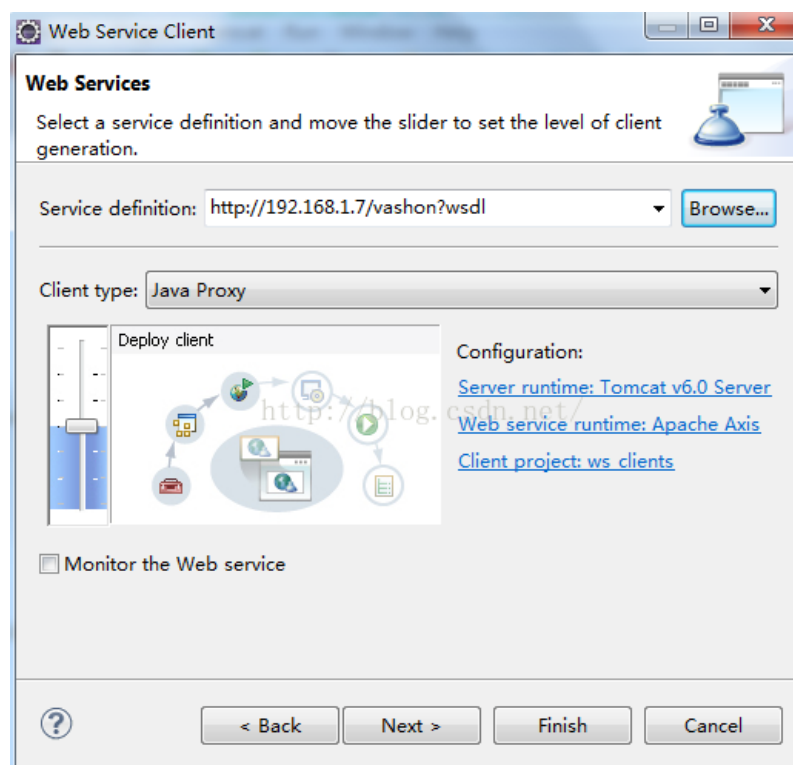 Web Service Client
Web Services
Select a service definition and move the slider to set the level of client
generation.
Service definition: http://192.168.1.7/vashon?wsdl Browse...
Client type: Java Proxy
Deploy client
Configuration:
Server runtime: Tomcat v6.0 Server
http://blog.csdn.net/
Web service runtime: Apache Axis
Client project: ws_clients
Monitor the Web service
< Back Next > Finish Cancel